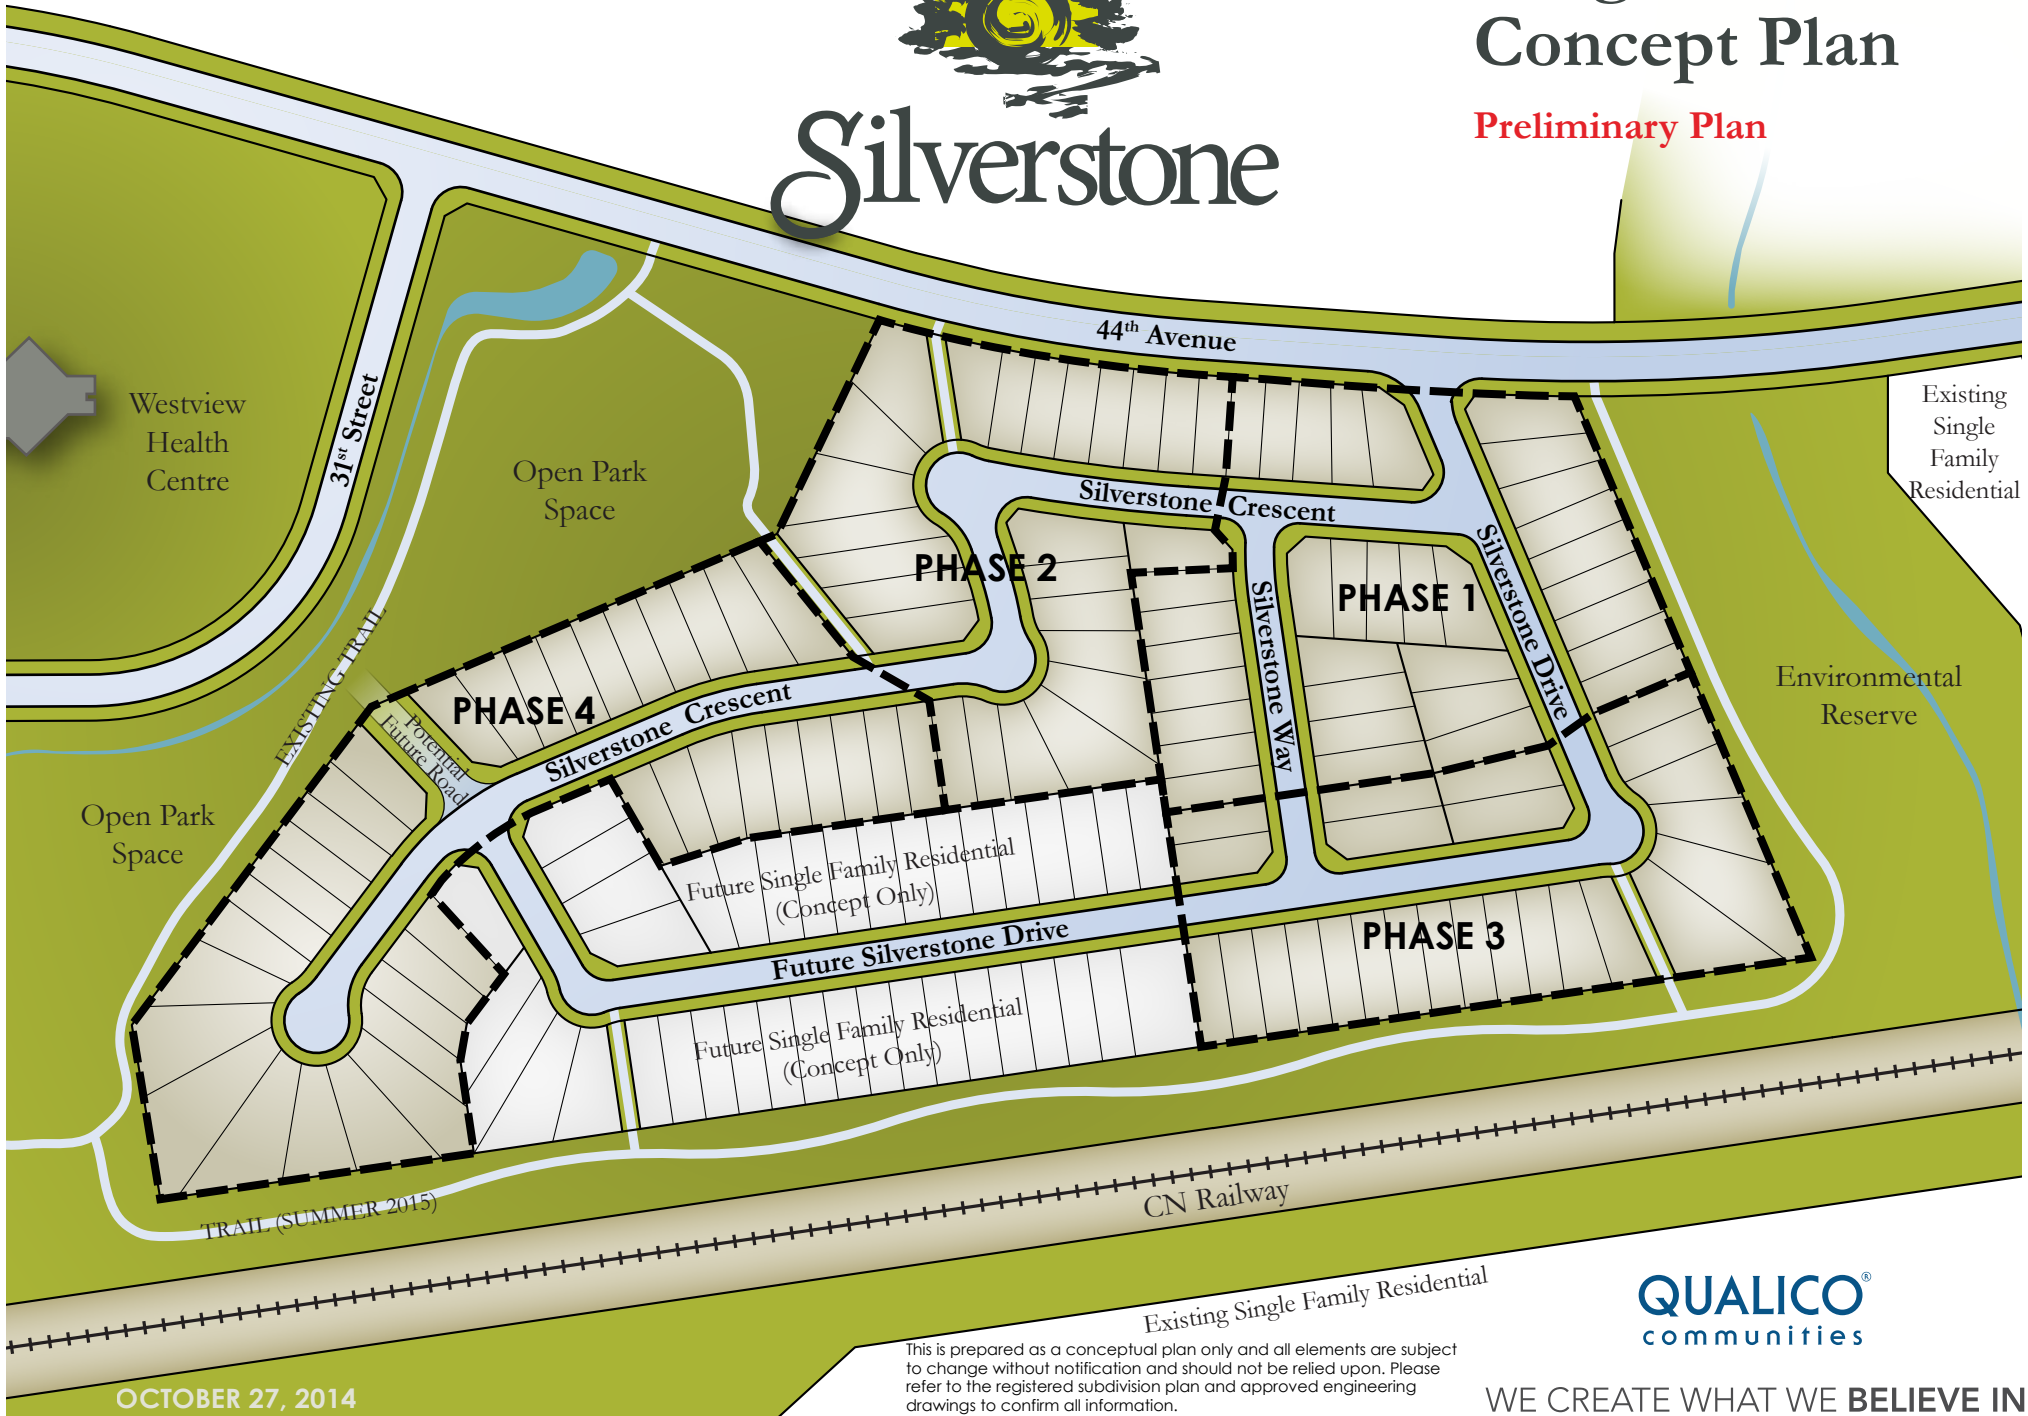 Concept Plan
Preliminary Plan
Silverstone
44th Avenue
31st Street
Westview
Health
Centre
Open Park
Space
Existing
Single
Family
Residential
Silverstone Crescent
PHASE 2
PHASE 1
Silverstone Drive
Silverstone Way
EXISTING TRAIL
PHASE 4
Silverstone Crescent
Potential
Future Road
Environmental
Reserve
Open Park
Space
Future Single Family Residential
(Concept Only)
Future Silverstone Drive
PHASE 3
Future Single Family Residential
(Concept Only)
TRAIL (SUMMER 2015)
CN Railway
Existing Single Family Residential
QUALICO®
communities
This is prepared as a conceptual plan only and all elements are subject
to change without notification and should not be relied upon. Please
refer to the registered subdivision plan and approved engineering
drawings to confirm all information.
OCTOBER 27, 2014
WE CREATE WHAT WE BELIEVE IN